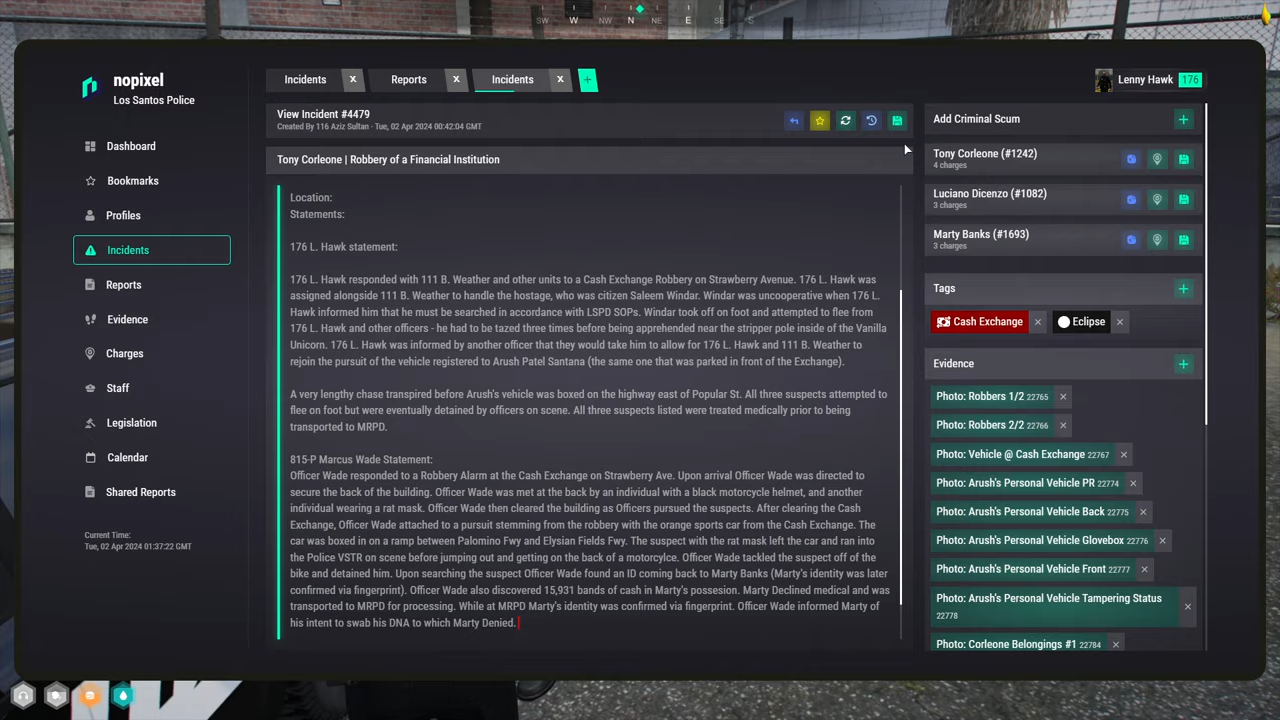 SW W NW N NE E SE S
nopixel
Los Santos Police
Incidents x Reports x Incidents x +
Lenny Hawk 176
Dashboard
Bookmarks
Profiles
Incidents
Reports
Evidence
Charges
Staff
Legislation
Calendar
Shared Reports
Current Time:
Tue, 02 Apr 2024 01:37:22 GMT
View Incident #4479
Created By 116 Aziz Sultan - Tue, 02 Apr 2024 00:42:04 GMT
Tony Corleone | Robbery of a Financial Institution
Location:
Statements:
176 L. Hawk statement:
176 L. Hawk responded with 111 B. Weather and other units to a Cash Exchange Robbery on Strawberry Avenue. 176 L. Hawk was
assigned alongside 111 B. Weather to handle the hostage, who was citizen Saleem Windar. Windar was uncooperative when 176 L.
Hawk informed him that he must be searched in accordance with LSPD SOPs. Windar took off on foot and attempted to flee from
176 L. Hawk and other officers - he had to be tazed three times before being apprehended near the stripper pole inside of the Vanilla
Unicorn. 176 L. Hawk was informed by another officer that they would take him to allow for 176 L. Hawk and 111 B. Weather to
rejoin the pursuit of the vehicle registered to Arush Patel Santana (the same one that was parked in front of the Exchange).
A very lengthy chase transpired before Arush's vehicle was boxed on the highway east of Popular St. All three suspects attempted to
flee on foot but were eventually detained by officers on scene. All three suspects listed were treated medically prior to being
transported to MRPD.
815-P Marcus Wade Statement:
Officer Wade responded to a Robbery Alarm at the Cash Exchange on Strawberry Ave. Upon arrival Officer Wade was directed to
secure the back of the building. Officer Wade was met at the back by an individual with a black motorcycle helmet, and another
individual wearing a rat mask. Officer Wade then cleared the building as Officers pursued the suspects. After clearing the Cash
Exchange, Officer Wade attached to a pursuit stemming from the robbery with the orange sports car from the Cash Exchange. The
car was boxed in on a ramp between Palomino Fwy and Elysian Fields Fwy. The suspect with the rat mask left the car and ran into
the Police VSTR on scene before jumping out and getting on the back of a motorcylce. Officer Wade tackled the suspect off of the
bike and detained him. Upon searching the suspect Officer Wade found an ID coming back to Marty Banks (Marty's identity was later
confirmed via fingerprint). Officer Wade also discovered 15,931 bands of cash in Marty's possesion. Marty Declined medical and was
transported to MRPD for processing. While at MRPD Marty's identity was confirmed via fingerprint. Officer Wade informed Marty of
his intent to swab his DNA to which Marty Denied.
Add Criminal Scum +
Tony Corleone (#1242)
4 charges
Luciano Dicenzo (#1082)
3 charges
Marty Banks (#1693)
3 charges
Tags +
Cash Exchange × Eclipse ×
Evidence +
Photo: Robbers 1/2 22765 ×
Photo: Robbers 2/2 22766 ×
Photo: Vehicle @ Cash Exchange 22767 ×
Photo: Arush's Personal Vehicle PR 22774 ×
Photo: Arush's Personal Vehicle Back 22775 ×
Photo: Arush's Personal Vehicle Glovebox 22776 ×
Photo: Arush's Personal Vehicle Front 22777 ×
Photo: Arush's Personal Vehicle Tampering Status ×
22778
Photo: Corleone Belongings #1 22784 ×